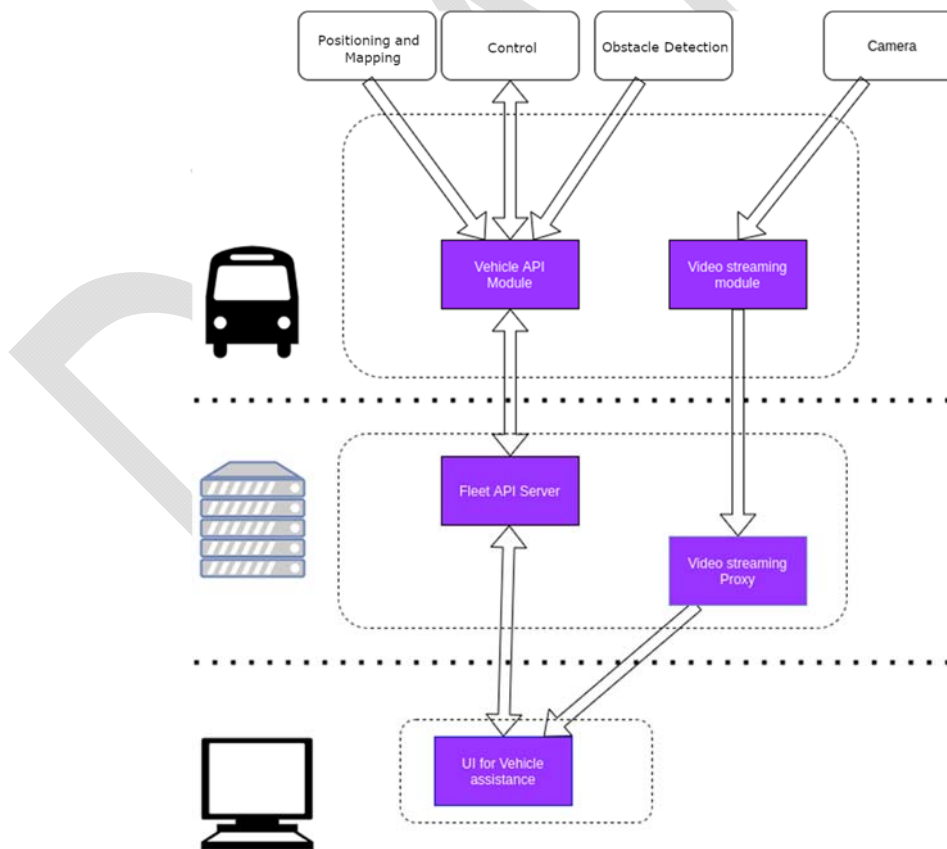 Positioning and
Mapping
Control
Obstacle Detection
Camera
Vehicle API
Module
Video streaming
module
Fleet API Server
Video streaming
Proxy
UI for Vehicle
assistance